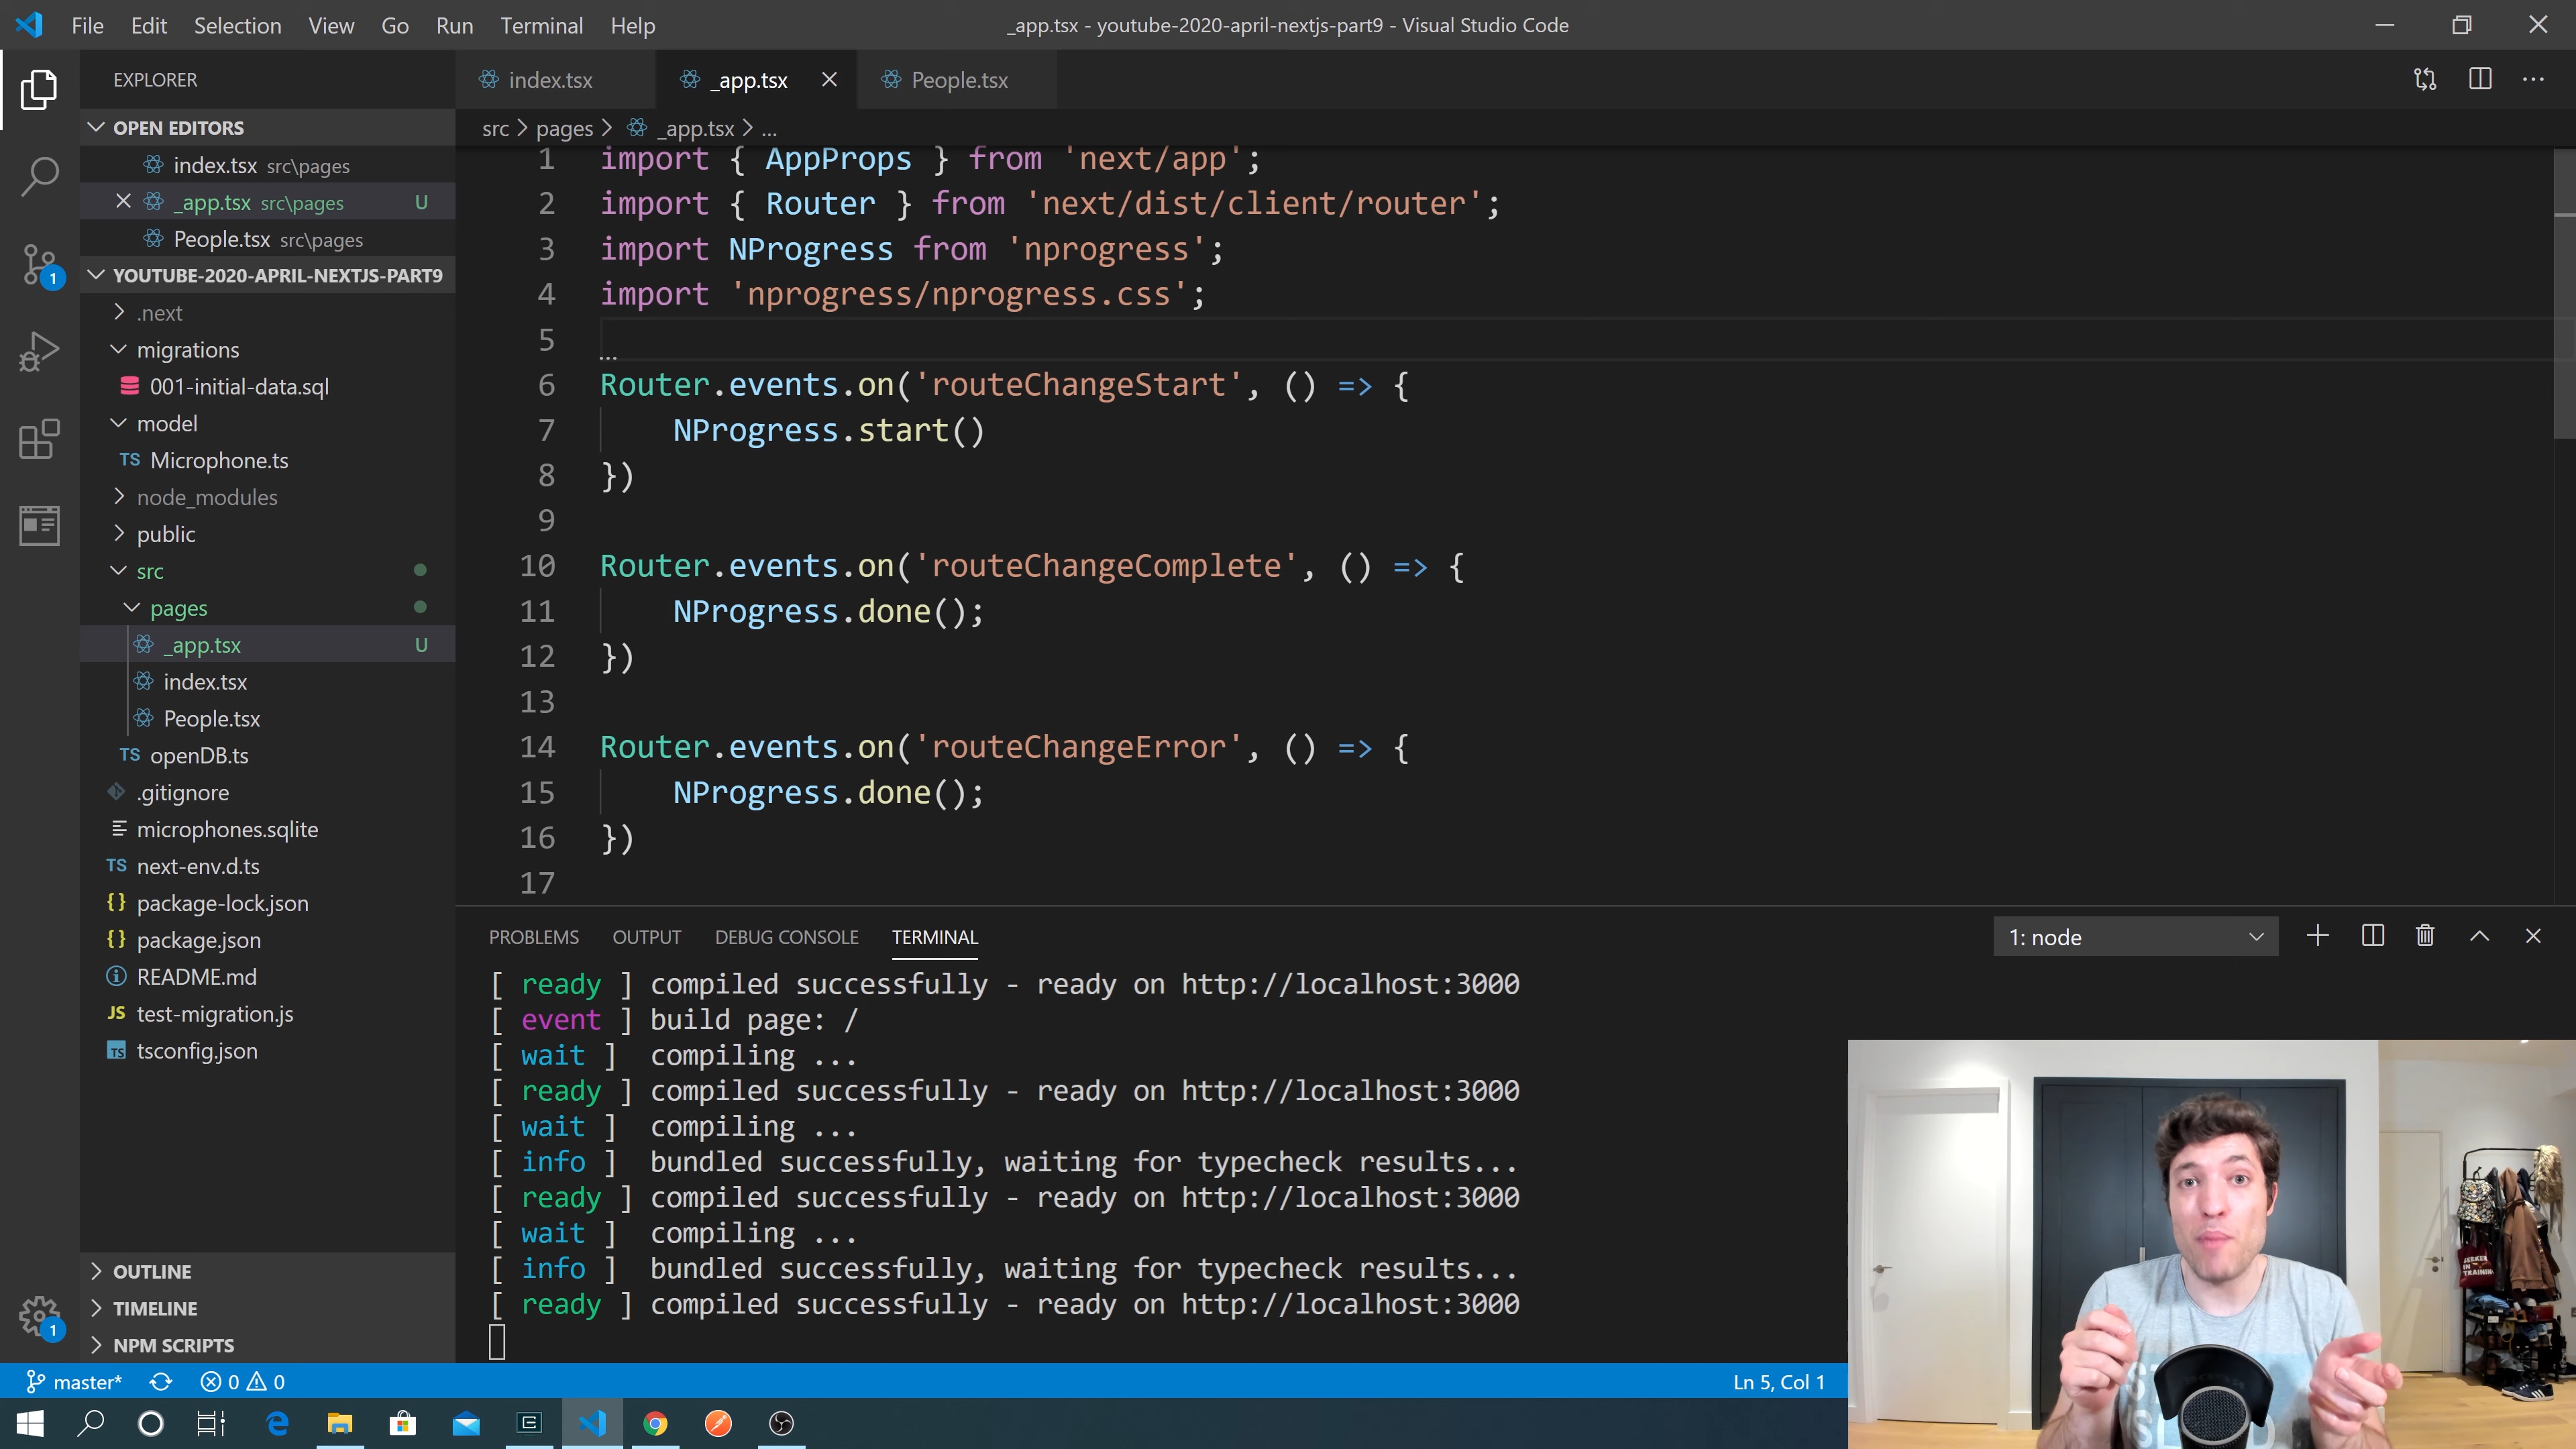 File Edit Selection View Go Run Terminal Help
_app.tsx - youtube-2020-april-nextjs-part9 - Visual Studio Code
EXPLORER
OPEN EDITORS
index.tsx src\pages
_app.tsx src\pages U
People.tsx src\pages
YOUTUBE-2020-APRIL-NEXTJS-PART9
.next
migrations
001-initial-data.sql
model
TS Microphone.ts
node_modules
public
src
pages
_app.tsx U
index.tsx
People.tsx
TS openDB.ts
.gitignore
microphones.sqlite
TS next-env.d.ts
{} package-lock.json
{} package.json
README.md
JS test-migration.js
TS tsconfig.json
OUTLINE
TIMELINE
NPM SCRIPTS
1
1
index.tsx _app.tsx People.tsx
src > pages > _app.tsx > ...
1 import { AppProps } from 'next/app';
2 import { Router } from 'next/dist/client/router';
3 import NProgress from 'nprogress';
4 import 'nprogress/nprogress.css';
5
6 Router.events.on('routeChangeStart', () => {
7 NProgress.start()
8 })
9
10 Router.events.on('routeChangeComplete', () => {
11 NProgress.done();
12 })
13
14 Router.events.on('routeChangeError', () => {
15 NProgress.done();
16 })
17
PROBLEMS OUTPUT DEBUG CONSOLE TERMINAL 1: node
[ ready ] compiled successfully - ready on http://localhost:3000
[ event ] build page: /
[ wait ] compiling ...
[ ready ] compiled successfully - ready on http://localhost:3000
[ wait ] compiling ...
[ info ] bundled successfully, waiting for typecheck results...
[ ready ] compiled successfully - ready on http://localhost:3000
[ wait ] compiling ...
[ info ] bundled successfully, waiting for typecheck results...
[ ready ] compiled successfully - ready on http://localhost:3000
master* 0 0 Ln 5, Col 1